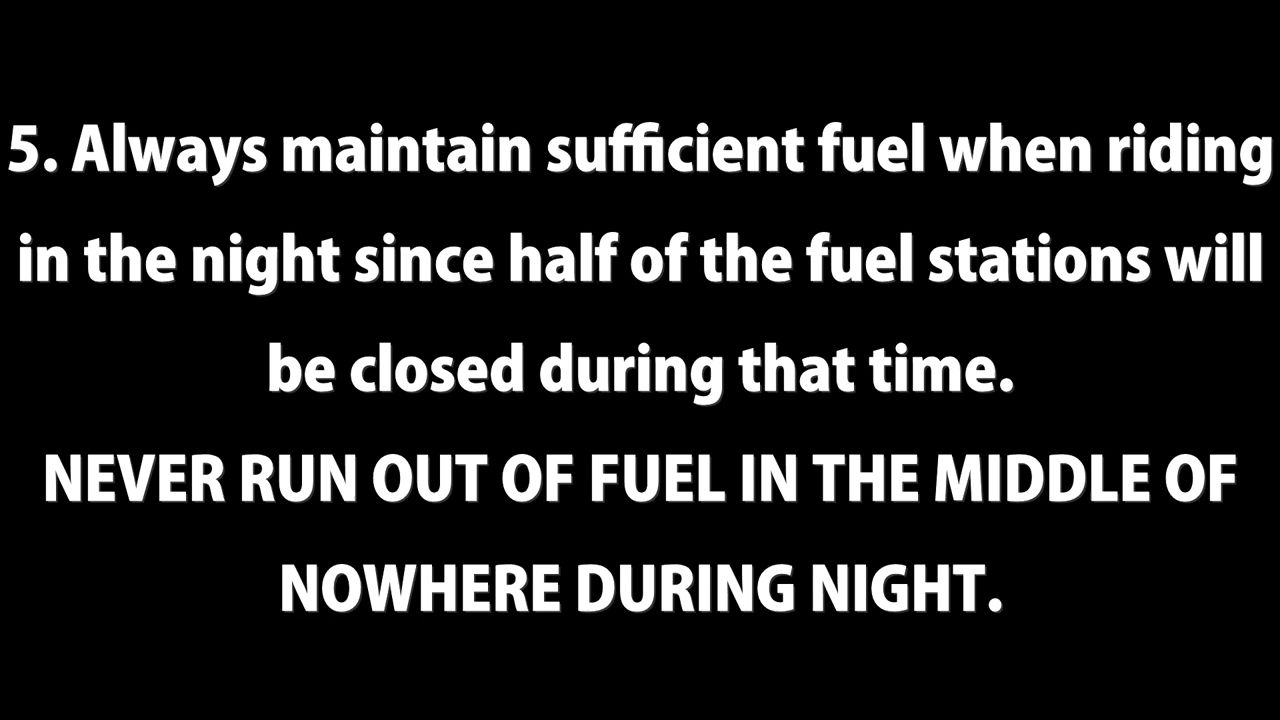 5. Always maintain sufficient fuel when riding
in the night since half of the fuel stations will
be closed during that time.
NEVER RUN OUT OF FUEL IN THE MIDDLE OF
NOWHERE DURING NIGHT.